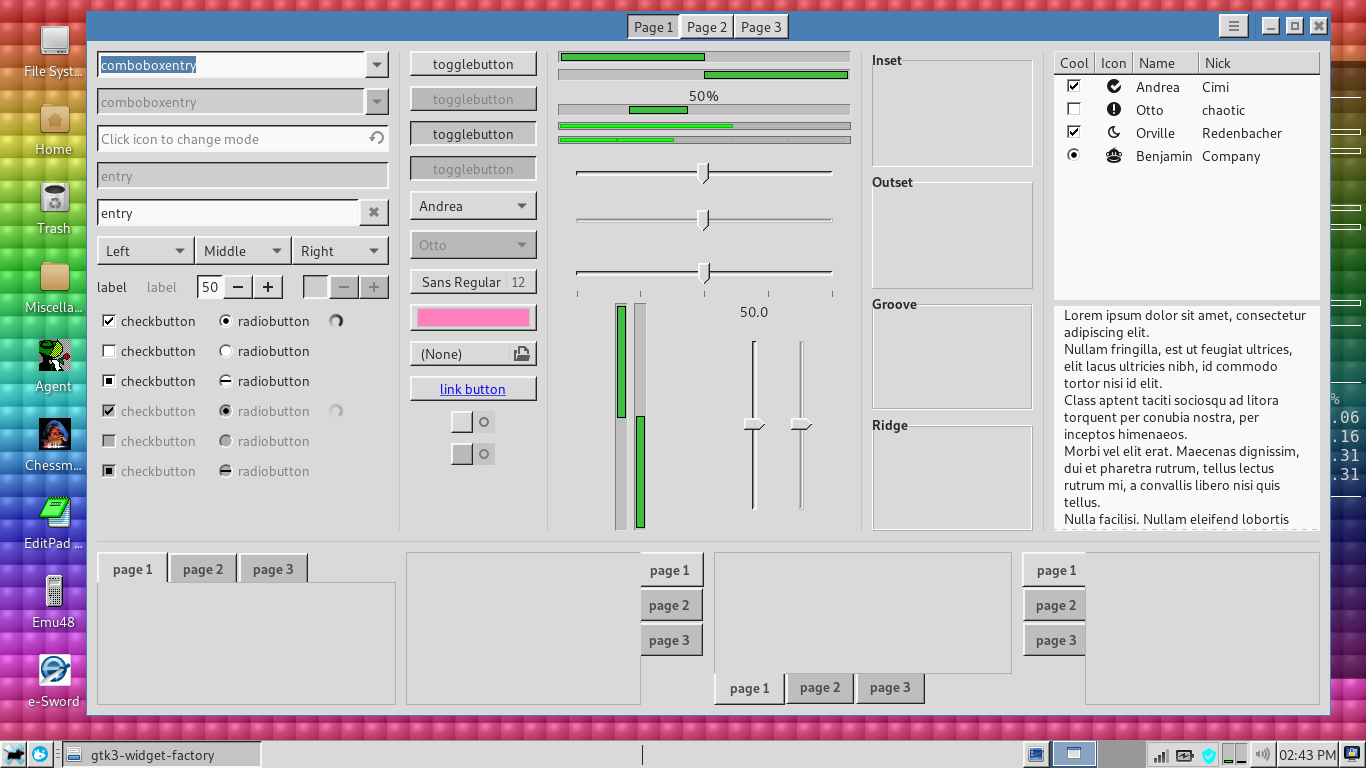 Page 1 Page 2 Page 3
File Syst...
Home
Trash
Miscella...
Agent
Chessm...
EditPad ...
Emu48
e-Sword
comboboxentry
comboboxentry
Click icon to change mode
entry
entry
Left Middle Right
label label 50
checkbutton radiobutton
checkbutton radiobutton
checkbutton radiobutton
checkbutton radiobutton
checkbutton radiobutton
checkbutton radiobutton
togglebutton
togglebutton
togglebutton
togglebutton
Andrea
Otto
Sans Regular 12
(None)
link button
50%
50.0
Inset
Outset
Groove
Ridge
Cool Icon Name Nick
Andrea Cimi
Otto chaotic
Orville Redenbacher
Benjamin Company
Lorem ipsum dolor sit amet, consectetur
adipiscing elit.
Nullam fringilla, est ut feugiat ultrices,
elit lacus ultricies nibh, id commodo
tortor nisi id elit.
Class aptent taciti sociosqu ad litora
torquent per conubia nostra, per
inceptos himenaeos.
Morbi vel elit erat. Maecenas dignissim,
dui et pharetra rutrum, tellus lectus
rutrum mi, a convallis libero nisi quis
tellus.
Nulla facilisi. Nullam eleifend lobortis
%
.06
.16
.31
.31
page 1 page 2 page 3
page 1
page 2
page 3
page 1 page 2 page 3
page 1
page 2
page 3
gtk3-widget-factory
02:43 PM